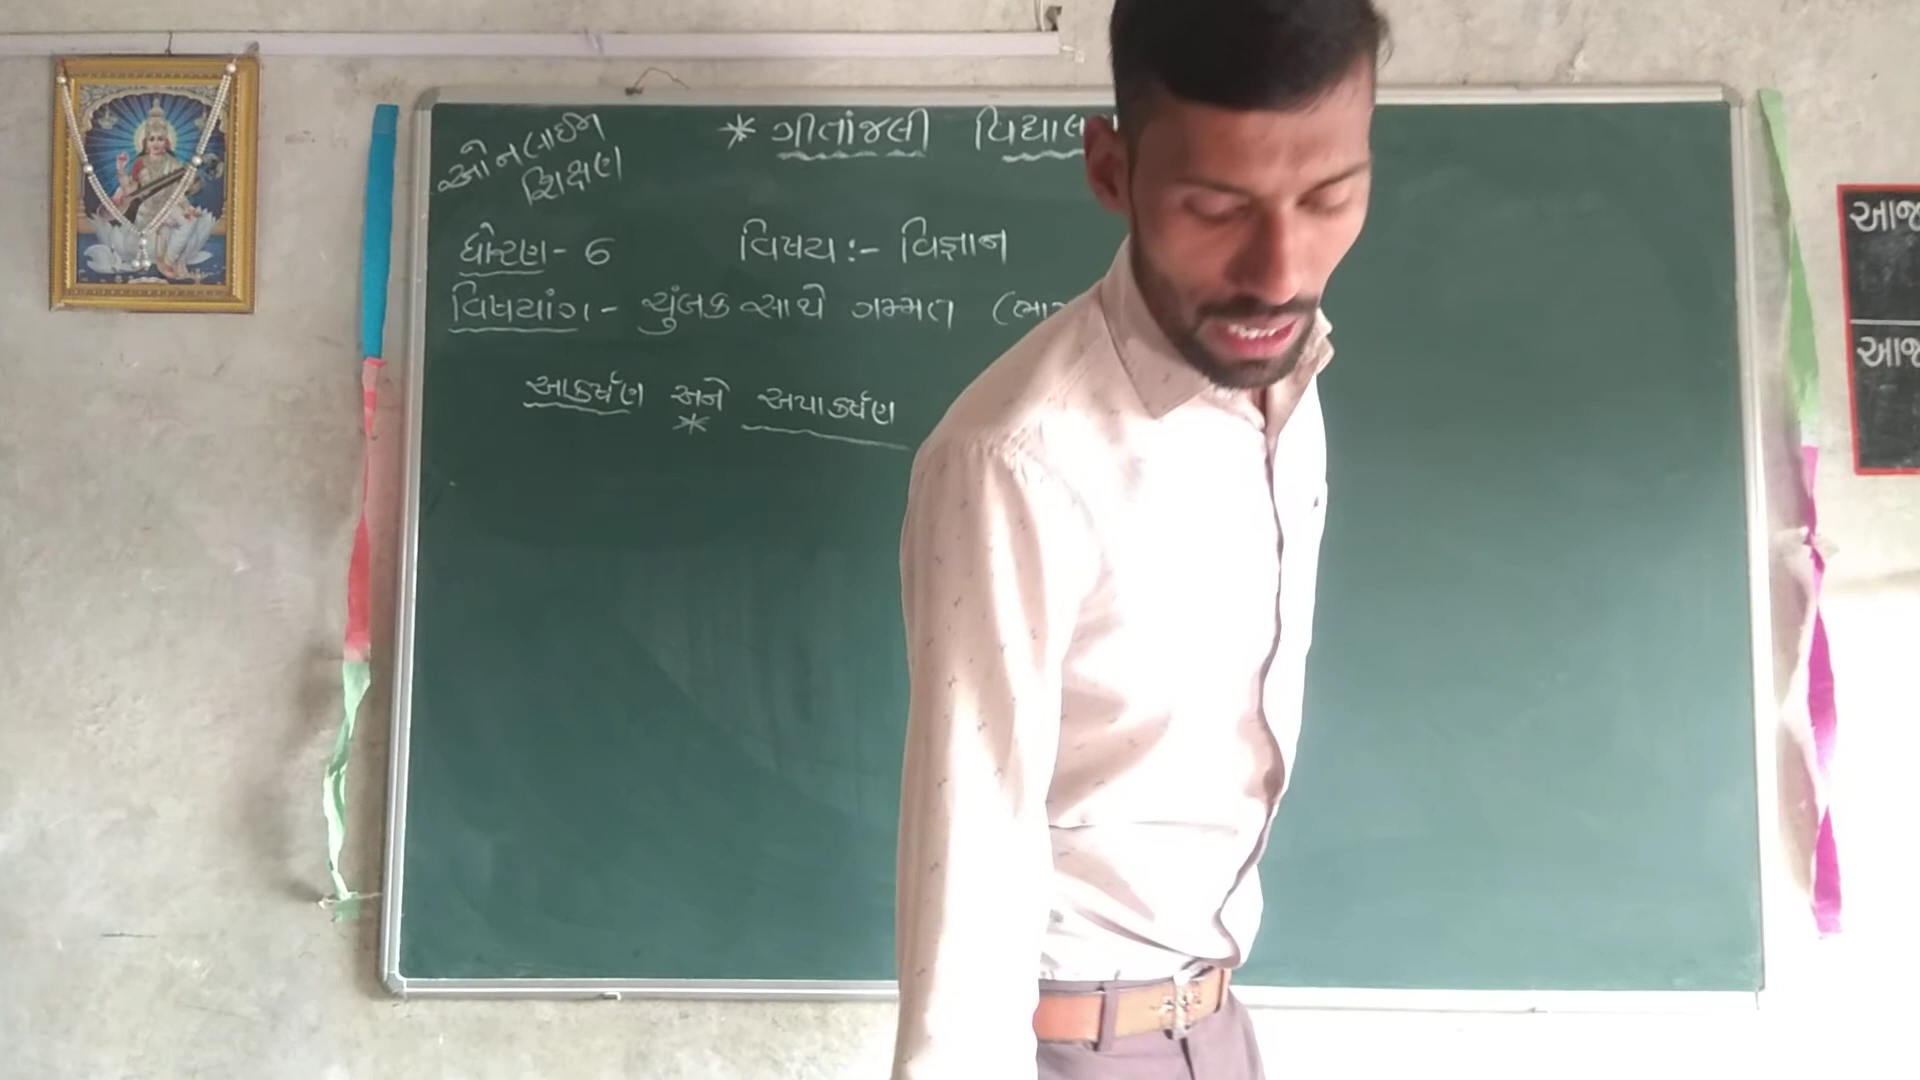 ઓનલાઈન
શિક્ષણ
* ગીતાંજલી વિદ્યાલ
ધોરણ - 6 વિષય :- વિજ્ઞાન
વિષયાંગ - ચુંબક સાથે ગમ્મત (ભાગ
આકર્ષણ અને અપાકર્ષણ
*
આજ
આજ